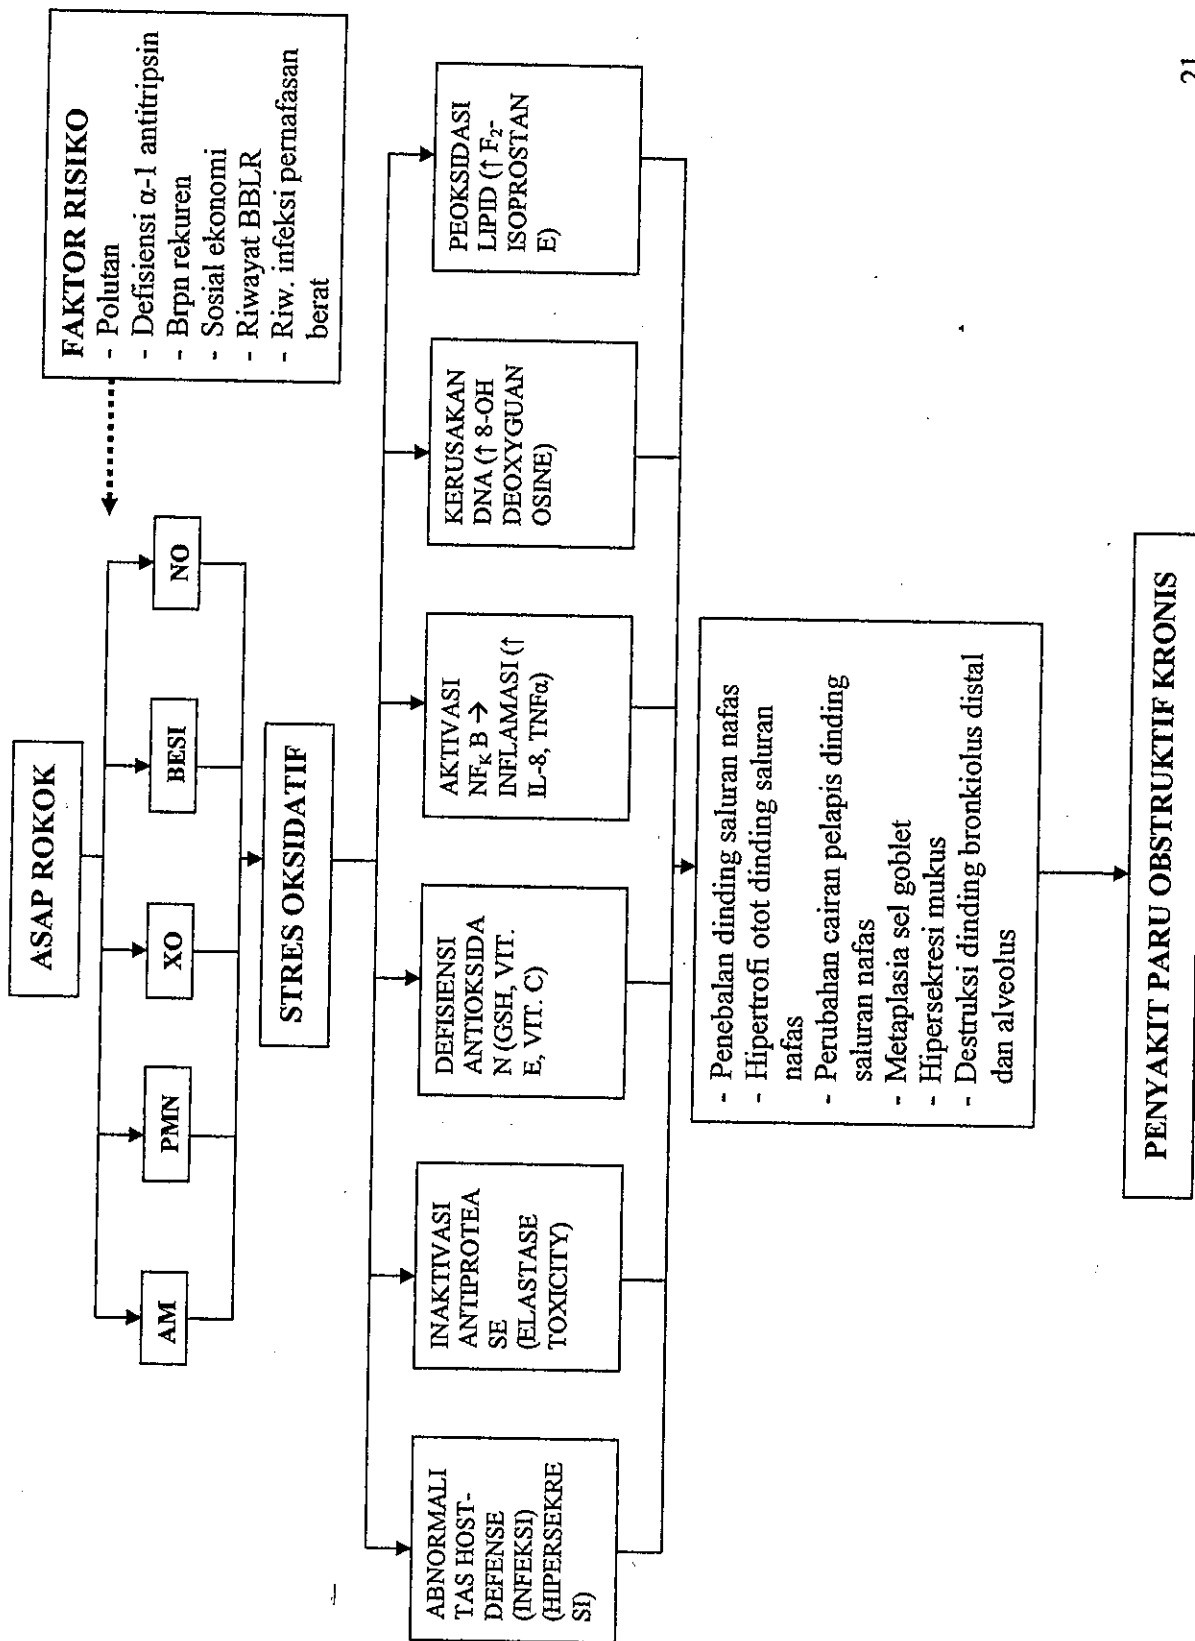 ASAP ROKOK
FAKTOR RISIKO
- Polutan
- Defisiensi α-1 antitripsin
- Brpn rekuren
- Sosial ekonomi
- Riwayat BBLR
- Riw. infeksi pernafasan
berat
AM
PMN
XO
BESI
NO
STRES OKSIDATIF
ABNORMALI
TAS HOST-
DEFENSE
(INFEKSI)
(HIPERSEKRE
SI)
INAKTIVASI
ANTIPROTEA
SE
(ELASTASE
TOXICITY)
DEFISIENSI
ANTIOKSIDA
N (GSH, VIT.
E, VIT. C)
AKTIVASI
NFK B →
INFLAMASI (↑
IL-8, TNFα)
KERUSAKAN
DNA (↑ 8-OH
DEOXYGUAN
OSINE)
PEOKSIDASI
LIPID (↑ F₂-
ISOPROSTAN
E)
- Penebalan dinding saluran nafas
- Hipertrofi otot dinding saluran
nafas
- Perubahan cairan pelapis dinding
saluran nafas
- Metaplasia sel goblet
- Hipersekresi mukus
- Destruksi dinding bronkiolus distal
dan alveolus
PENYAKIT PARU OBSTRUKTIF KRONIS
21